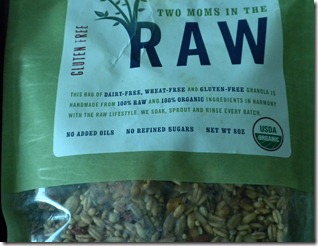 GLUTEN FREE
TWO MOMS IN THE
RAW
THIS BAG OF DAIRY-FREE, WHEAT-FREE AND GLUTEN-FREE GRANOLA IS
HANDMADE FROM 100% RAW AND 100% ORGANIC INGREDIENTS IN HARMONY
WITH THE RAW LIFESTYLE. WE SOAK, SPROUT AND RINSE EVERY BATCH.
NO ADDED OILS NO REFINED SUGARS NET WT 8OZ
USDA
ORGANIC